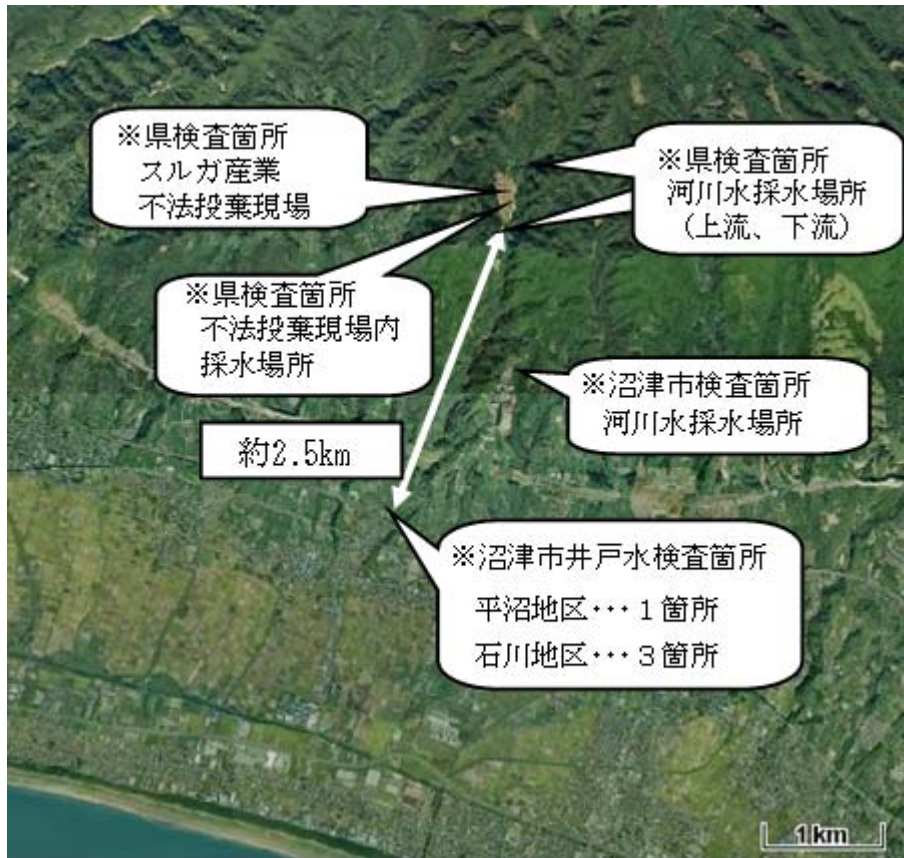 ※県検査箇所
スルガ産業
不法投棄現場
※県検査箇所
河川水採水場所
(上流、下流)
※県検査箇所
不法投棄現場内
採水場所
※沼津市検査箇所
河川水採水場所
約2.5km
※沼津市井戸水検査箇所
平沼地区・・・1箇所
石川地区・・・3箇所
1km